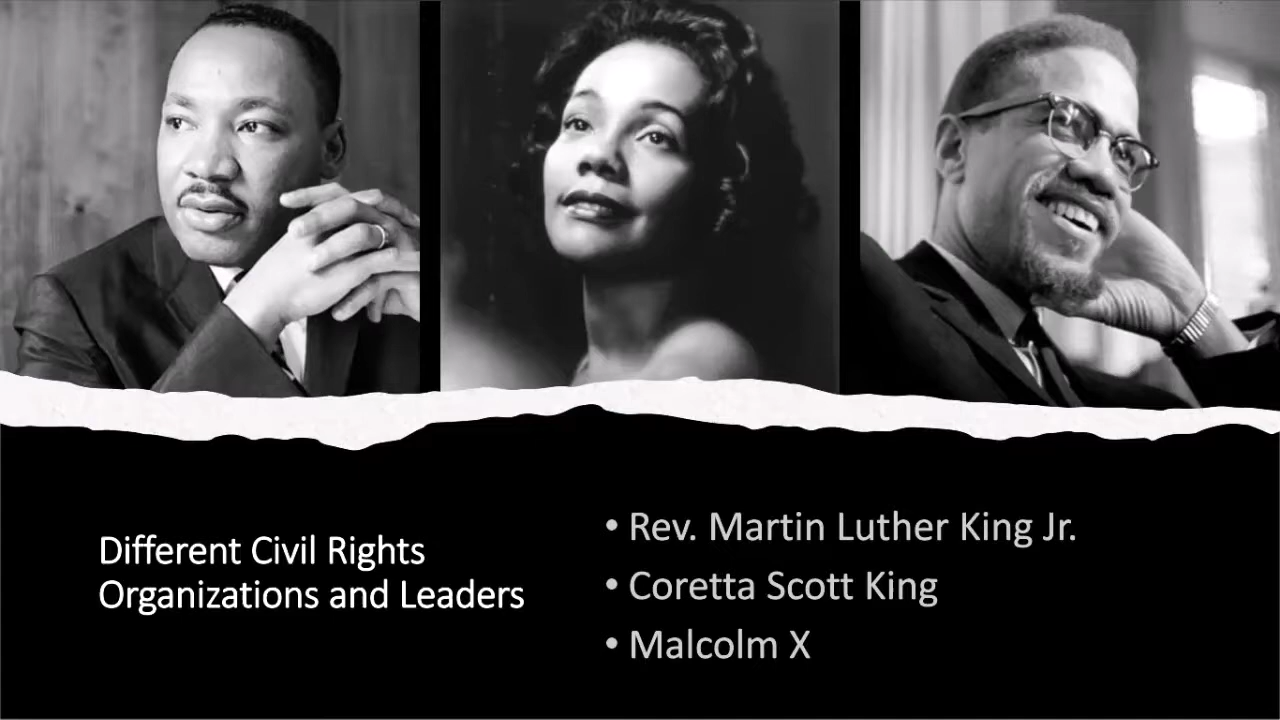 Different Civil Rights
Organizations and Leaders
• Rev. Martin Luther King Jr.
• Coretta Scott King
• Malcolm X